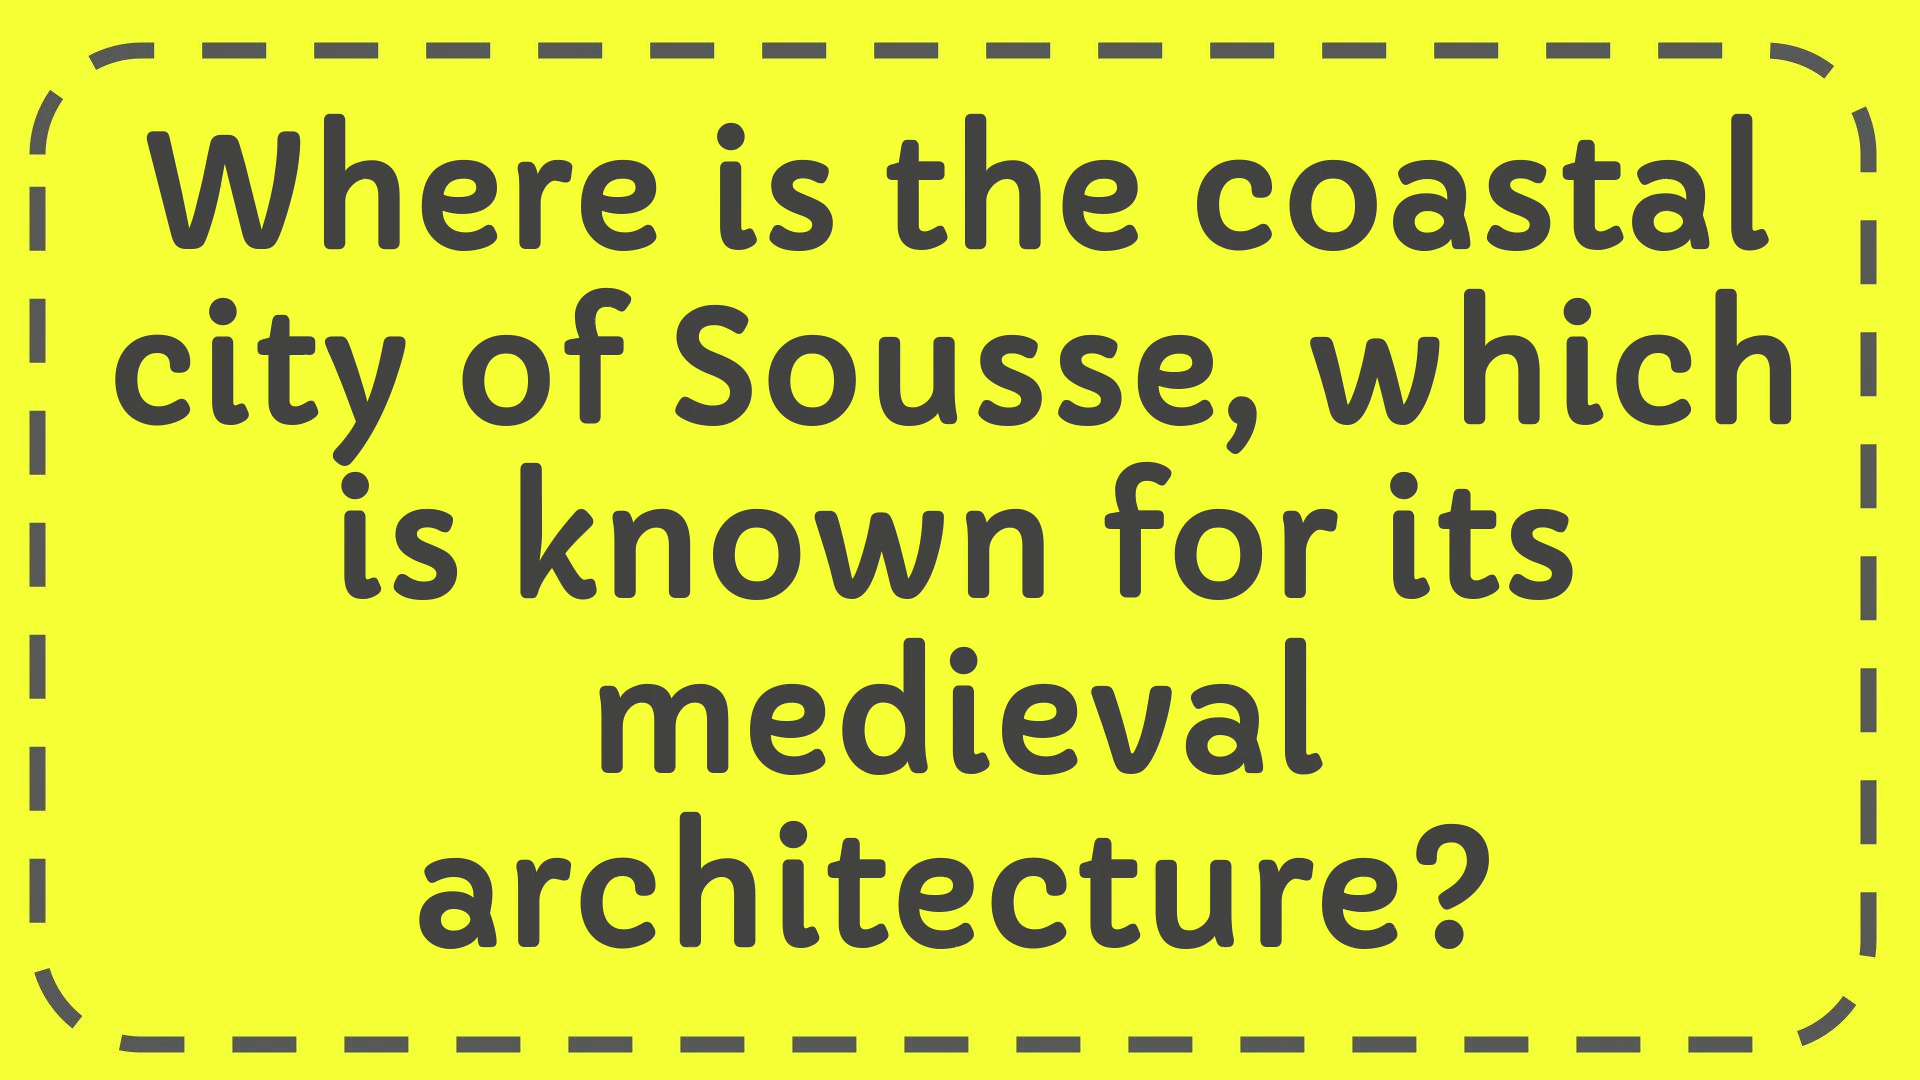 Where is the coastal
city of Sousse, which
is known for its
medieval
architecture?